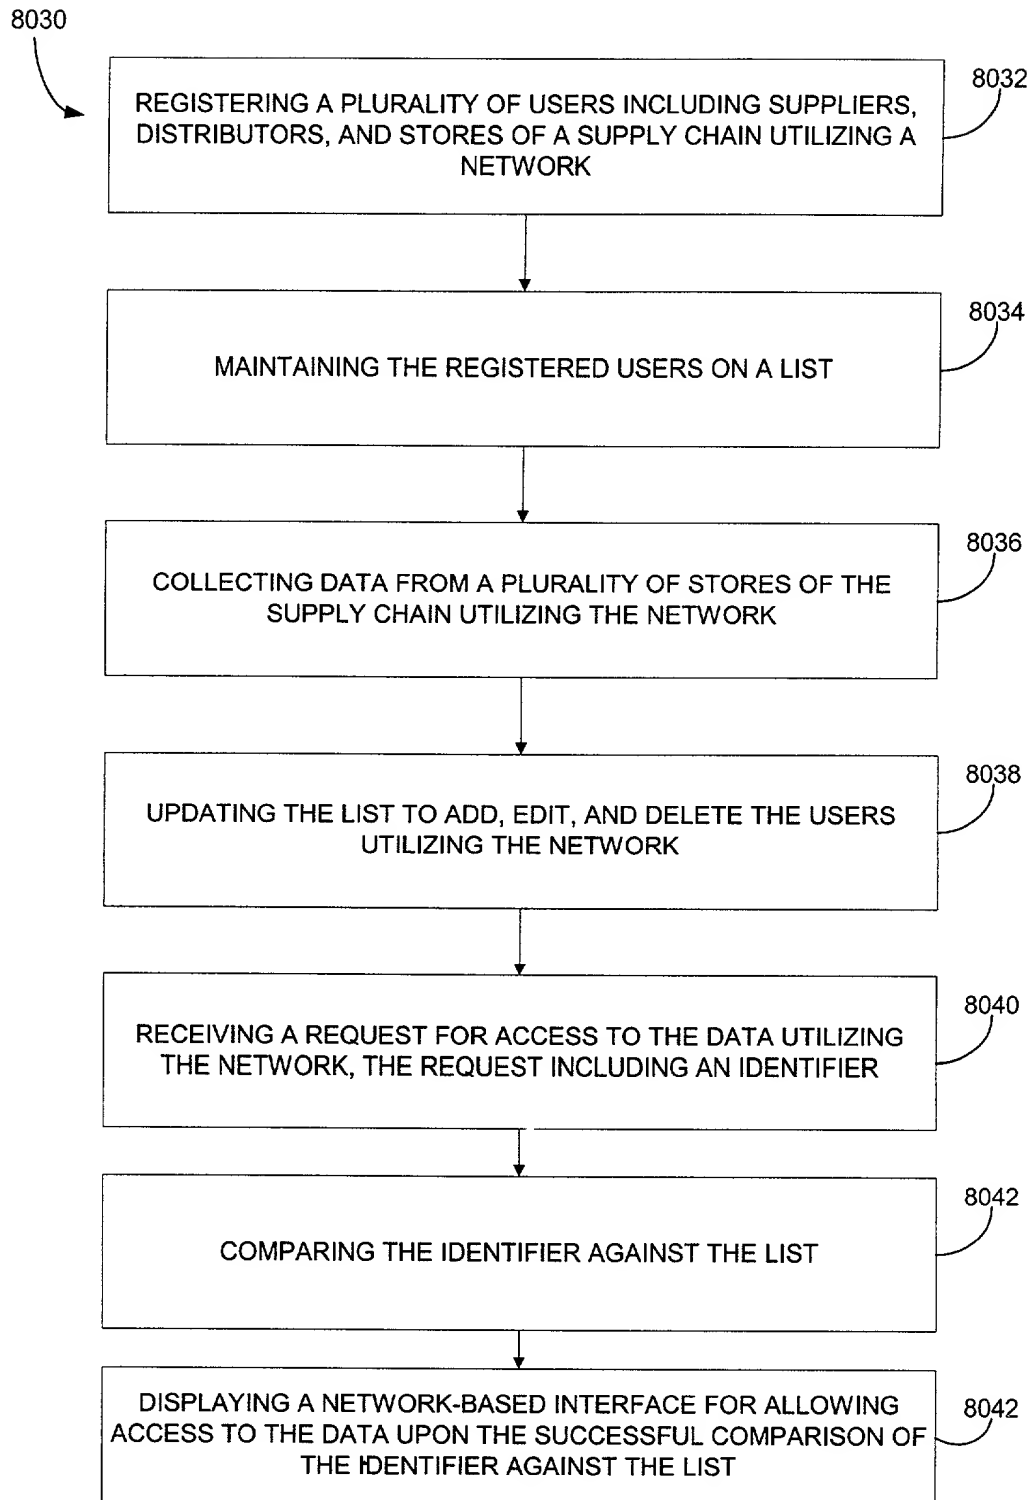 8030
8032
REGISTERING A PLURALITY OF USERS INCLUDING SUPPLIERS,
DISTRIBUTORS, AND STORES OF A SUPPLY CHAIN UTILIZING A
NETWORK
8034
MAINTAINING THE REGISTERED USERS ON A LIST
8036
COLLECTING DATA FROM A PLURALITY OF STORES OF THE
SUPPLY CHAIN UTILIZING THE NETWORK
8038
UPDATING THE LIST TO ADD, EDIT, AND DELETE THE USERS
UTILIZING THE NETWORK
8040
RECEIVING A REQUEST FOR ACCESS TO THE DATA UTILIZING
THE NETWORK, THE REQUEST INCLUDING AN IDENTIFIER
8042
COMPARING THE IDENTIFIER AGAINST THE LIST
8042
DISPLAYING A NETWORK-BASED INTERFACE FOR ALLOWING
ACCESS TO THE DATA UPON THE SUCCESSFUL COMPARISON OF
THE IDENTIFIER AGAINST THE LIST